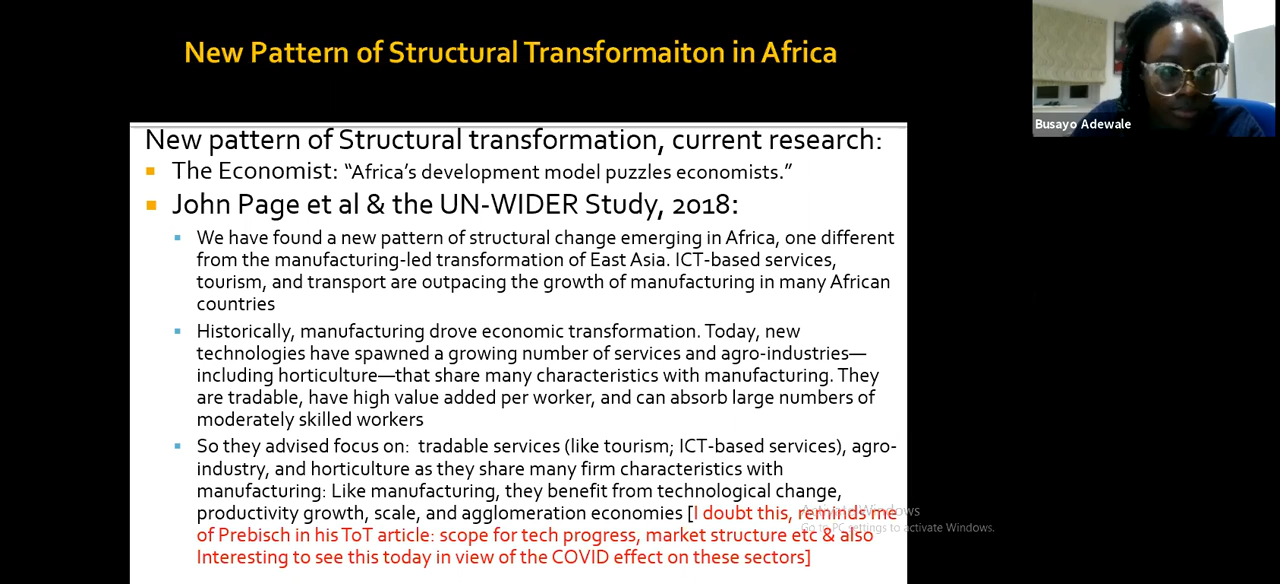 New Pattern of Structural Transformaiton in Africa
Busayo Adewale
New pattern of Structural transformation, current research:
The Economist: “Africa’s development model puzzles economists.”
John Page et al & the UN-WIDER Study, 2018:
We have found a new pattern of structural change emerging in Africa, one different
from the manufacturing-led transformation of East Asia. ICT-based services,
tourism, and transport are outpacing the growth of manufacturing in many African
countries
Historically, manufacturing drove economic transformation. Today, new
technologies have spawned a growing number of services and agro-industries—
including horticulture—that share many characteristics with manufacturing. They
are tradable, have high value added per worker, and can absorb large numbers of
moderately skilled workers
So they advised focus on:  tradable services (like tourism; ICT-based services), agro-
industry, and horticulture as they share many firm characteristics with
manufacturing: Like manufacturing, they benefit from technological change,
productivity growth, scale, and agglomeration economies [I doubt this, reminds me
of Prebisch in his ToT article: scope for tech progress, market structure etc & also
Interesting to see this today in view of the COVID effect on these sectors]
Activate Windows
Go to PC settings to activate Windows.